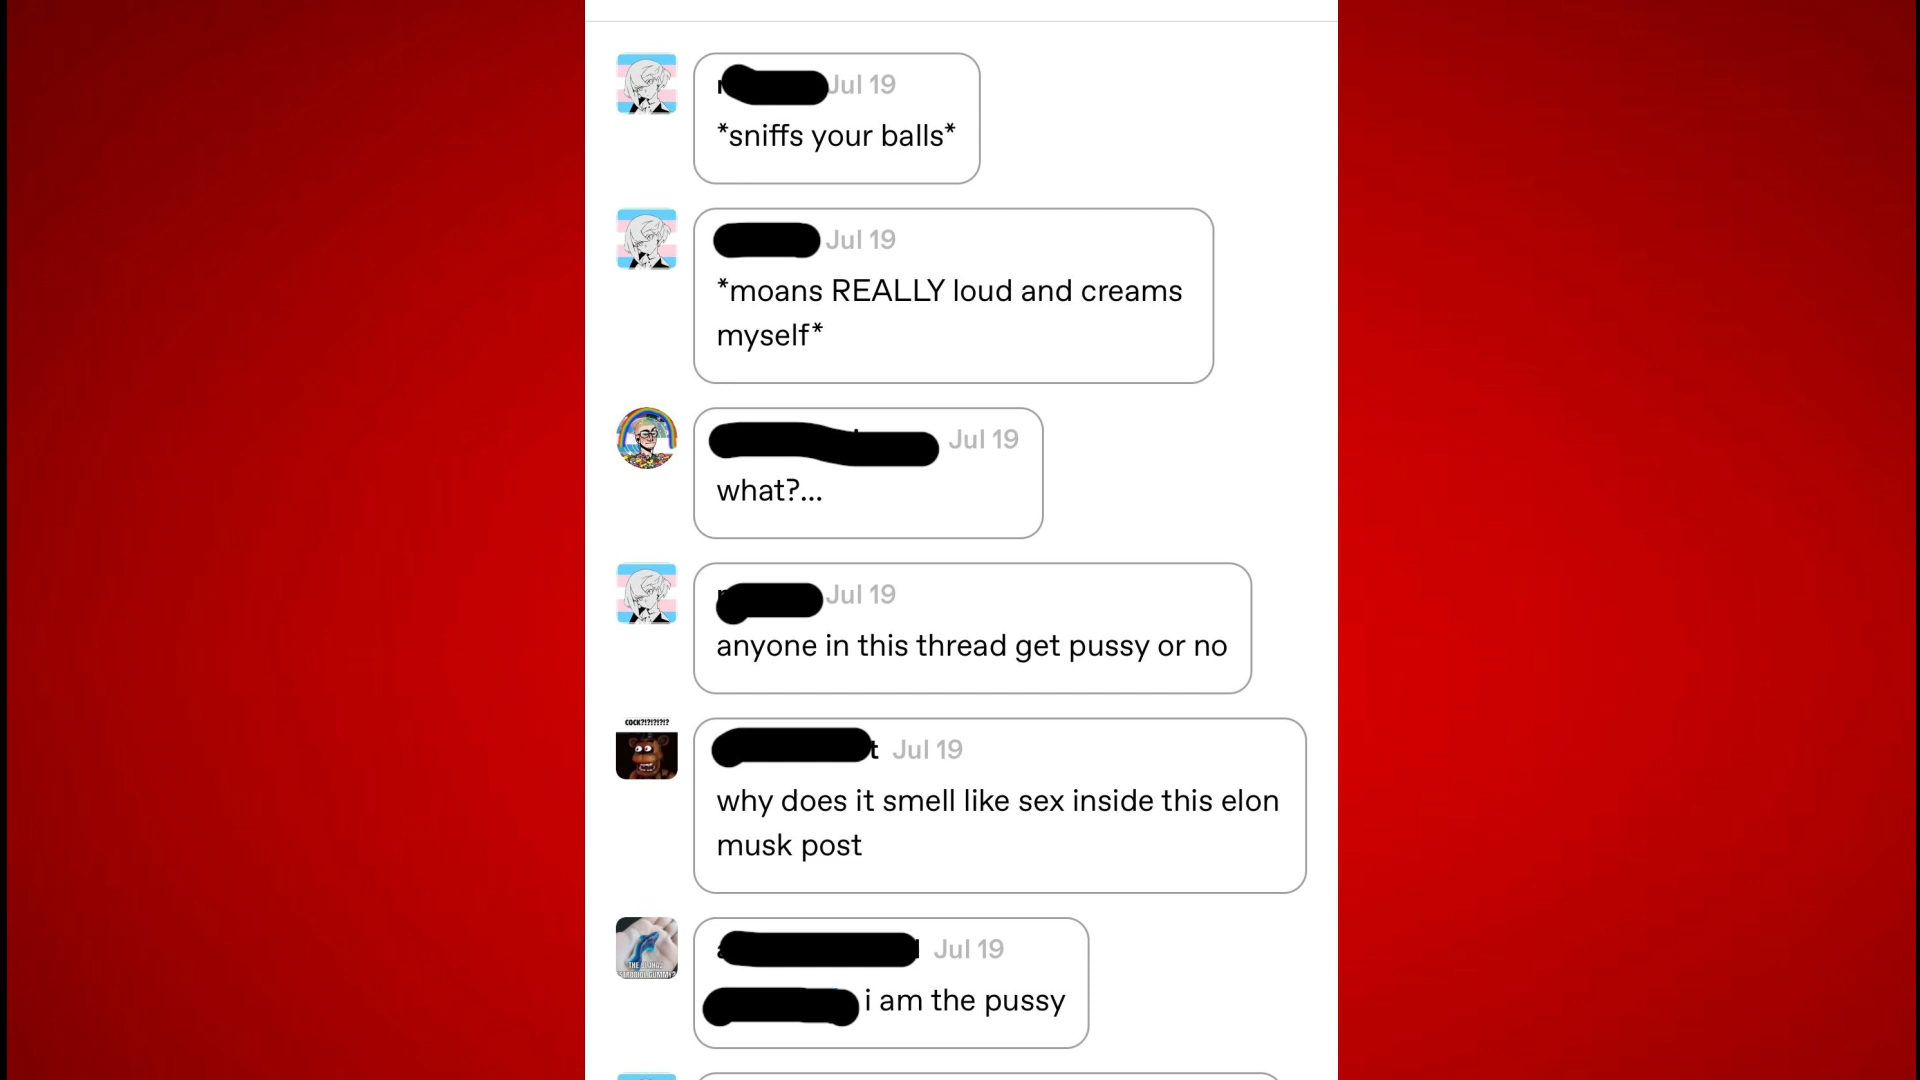 Jul 19
*sniffs your balls*
Jul 19
*moans REALLY loud and creams
myself*
Jul 19
what?...
Jul 19
anyone in this thread get pussy or no
COCK?!?!?!?!?
t Jul 19
why does it smell like sex inside this elon
musk post
Jul 19
i am the pussy
THE